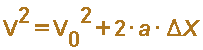 V² = V₀² + 2 · a · ΔX